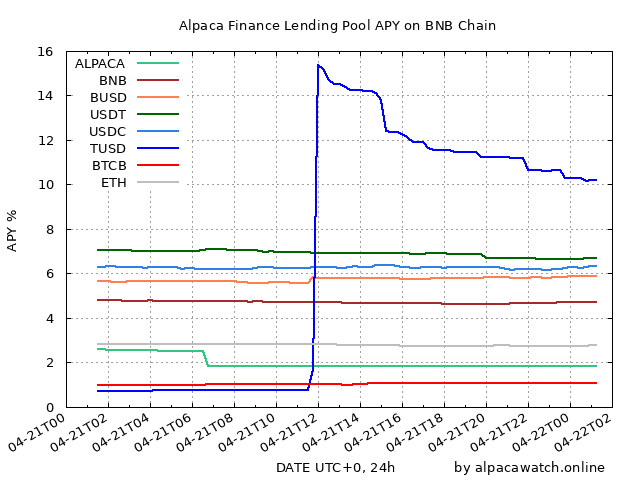 Alpaca Finance Lending Pool APY on BNB Chain
16
14
12
10
8
6
4
2
0
APY %
ALPACA
BNB
BUSD
USDT
USDC
TUSD
BTCB
ETH
04-21T00
04-21T02
04-21T04
04-21T06
04-21T08
04-21T10
04-21T12
04-21T14
04-21T16
04-21T18
04-21T20
04-21T22
04-22T00
04-22T02
DATE UTC+0, 24h
by alpacawatch.online